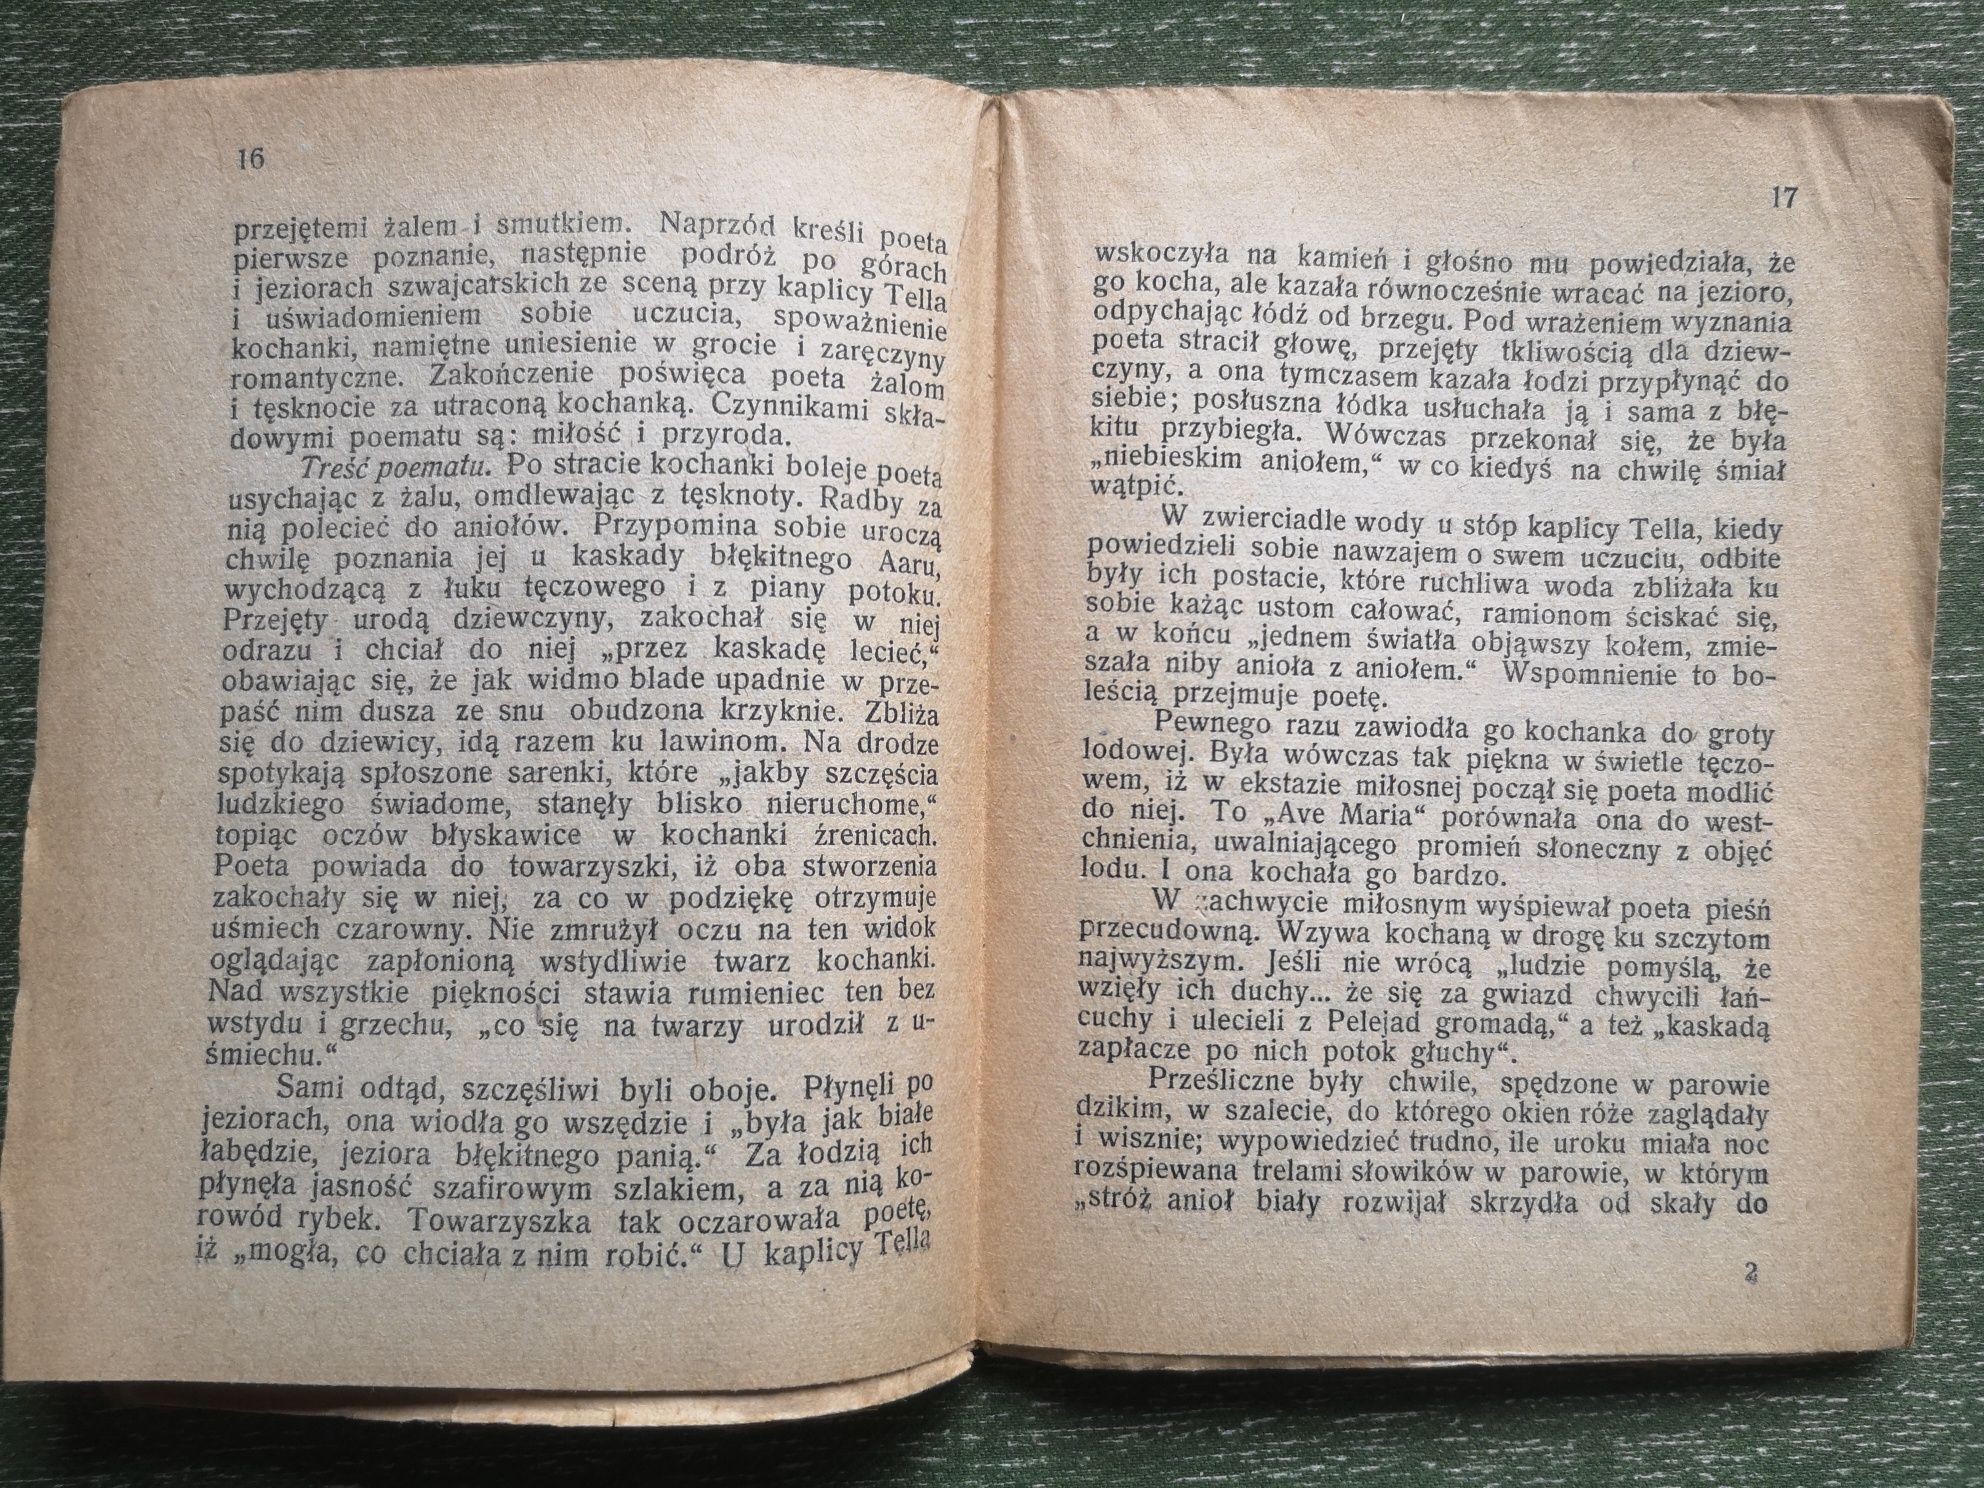 16
przejętemi żalem i smutkiem. Naprzód kreśli poeta
pierwsze poznanie, następnie podróż po górach
i jeziorach szwajcarskich ze sceną przy kaplicy Tella
i uświadomieniem sobie uczucia, spoważnienie
kochanki, namiętne uniesienie w grocie i zaręczyny
romantyczne. Zakończenie poświęca poeta żalom
i tęsknocie za utraconą kochanką. Czynnikami skła-
dowymi poematu są: miłość i przyroda.
Treść poematu. Po stracie kochanki boleje poeta
usychając z żalu, omdlewając z tęsknoty. Radby za
nią polecieć do aniołów. Przypomina sobie uroczą
chwilę poznania jej u kaskady błękitnego Aaru,
wychodzącą z łuku tęczowego i z piany potoku.
Przejęty urodą dziewczyny, zakochał się w niej
odrazu i chciał do niej „przez kaskadę lecieć,“
obawiając się, że jak widmo blade upadnie w prze-
paść nim dusza ze snu obudzona krzyknie. Zbliża
się do dziewicy, idą razem ku lawinom. Na drodze
spotykają spłoszone sarenki, które „jakby szczęścia
ludzkiego świadome, stanęły blisko nieruchome,“
topiąc oczów błyskawice w kochanki źrenicach.
Poeta powiada do towarzyszki, iż oba stworzenia
zakochały się w niej, za co w podziękę otrzymuje
uśmiech czarowny. Nie zmrużył oczu na ten widok
oglądając zapłonioną wstydliwie twarz kochanki.
Nad wszystkie piękności stawia rumieniec ten bez
wstydu i grzechu, „co się na twarzy urodził z u-
śmiechu.“
Sami odtąd, szczęśliwi byli oboje. Płynęli po
jeziorach, ona wiodła go wszędzie i „była jak białe
łabędzie, jeziora błękitnego panią.“ Za łodzią ich
płynęła jasność szafirowym szlakiem, a za nią ko-
rowód rybek. Towarzyszka tak oczarowała poetę,
iż „mogła, co chciała z nim robić.“ U kaplicy Tella
17
wskoczyła na kamień i głośno mu powiedziała, że
go kocha, ale kazała równocześnie wracać na jezioro,
odpychając łódź od brzegu. Pod wrażeniem wyznania
poeta stracił głowę, przejęty tkliwością dla dziew-
czyny, a ona tymczasem kazała łodzi przypłynąć do
siebie; posłuszna łódka usłuchała ją i sama z błę-
kitu przybiegła. Wówczas przekonał się, że była
„niebieskim aniołem,“ w co kiedyś na chwilę śmiał
wątpić.
W zwierciadle wody u stóp kaplicy Tella, kiedy
powiedzieli sobie nawzajem o swem uczuciu, odbite
były ich postacie, które ruchliwa woda zbliżała ku
sobie każąc ustom całować, ramionom ściskać się,
a w końcu „jednem światła objąwszy kołem, zmie-
szała niby anioła z aniołem.“ Wspomnienie to bo-
leścią przejmuje poetę.
Pewnego razu zawiodła go kochanka do groty
lodowej. Była wówczas tak piękna w świetle tęczo-
wem, iż w ekstazie miłosnej począł się poeta modlić
do niej. To „Ave Maria“ porównała ona do west-
chnienia, uwalniającego promień słoneczny z objęć
lodu. I ona kochała go bardzo.
W zachwycie miłosnym wyśpiewał poeta pieśń
przecudowną. Wzywa kochaną w drogę ku szczytom
najwyższym. Jeśli nie wrócą „ludzie pomyślą, że
wzięły ich duchy... że się za gwiazd chwycili łań-
cuchy i ulecieli z Pelejad gromadą,“ a też „kaskadą
zapłacze po nich potok głuchy“.
Prześliczne były chwile, spędzone w parowie
dzikim, w szalecie, do którego okien róże zaglądały
i wisznie; wypowiedzieć trudno, ile uroku miała noc
rozśpiewana trelami słowików w parowie, w którym
„stróż anioł biały rozwijał skrzydła od skały do
2